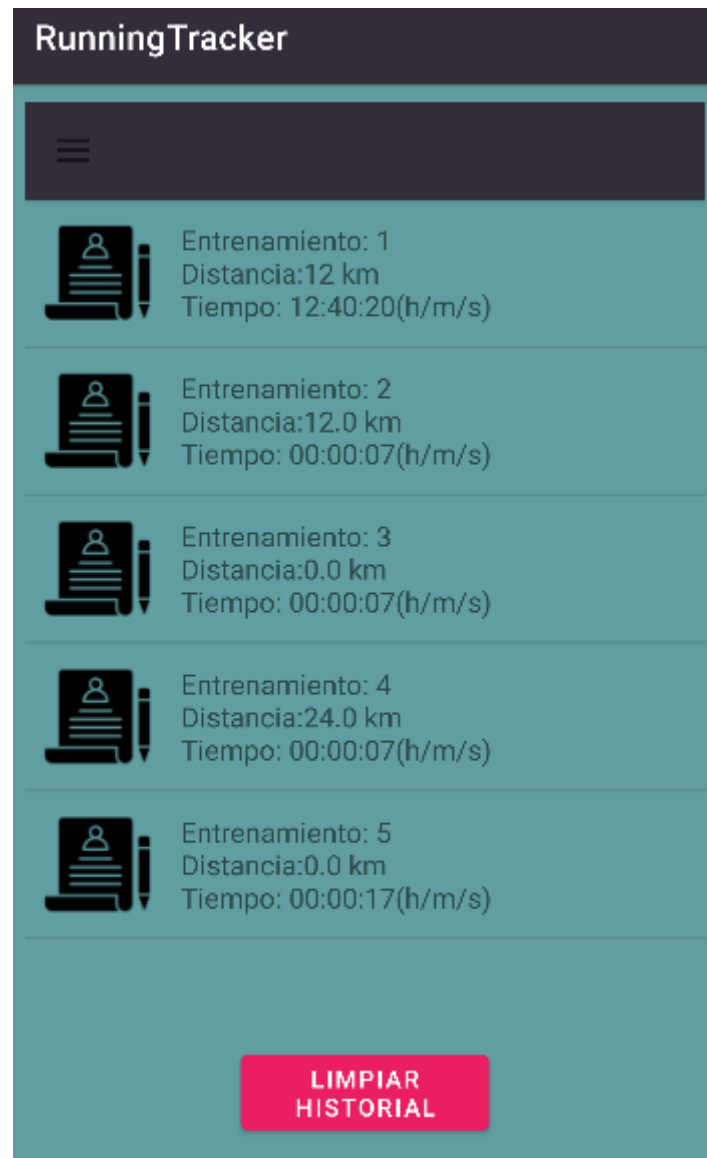 RunningTracker
Entrenamiento: 1
Distancia:12 km
Tiempo: 12:40:20(h/m/s)
Entrenamiento: 2
Distancia:12.0 km
Tiempo: 00:00:07(h/m/s)
Entrenamiento: 3
Distancia:0.0 km
Tiempo: 00:00:07(h/m/s)
Entrenamiento: 4
Distancia:24.0 km
Tiempo: 00:00:07(h/m/s)
Entrenamiento: 5
Distancia:0.0 km
Tiempo: 00:00:17(h/m/s)
LIMPIAR
HISTORIAL